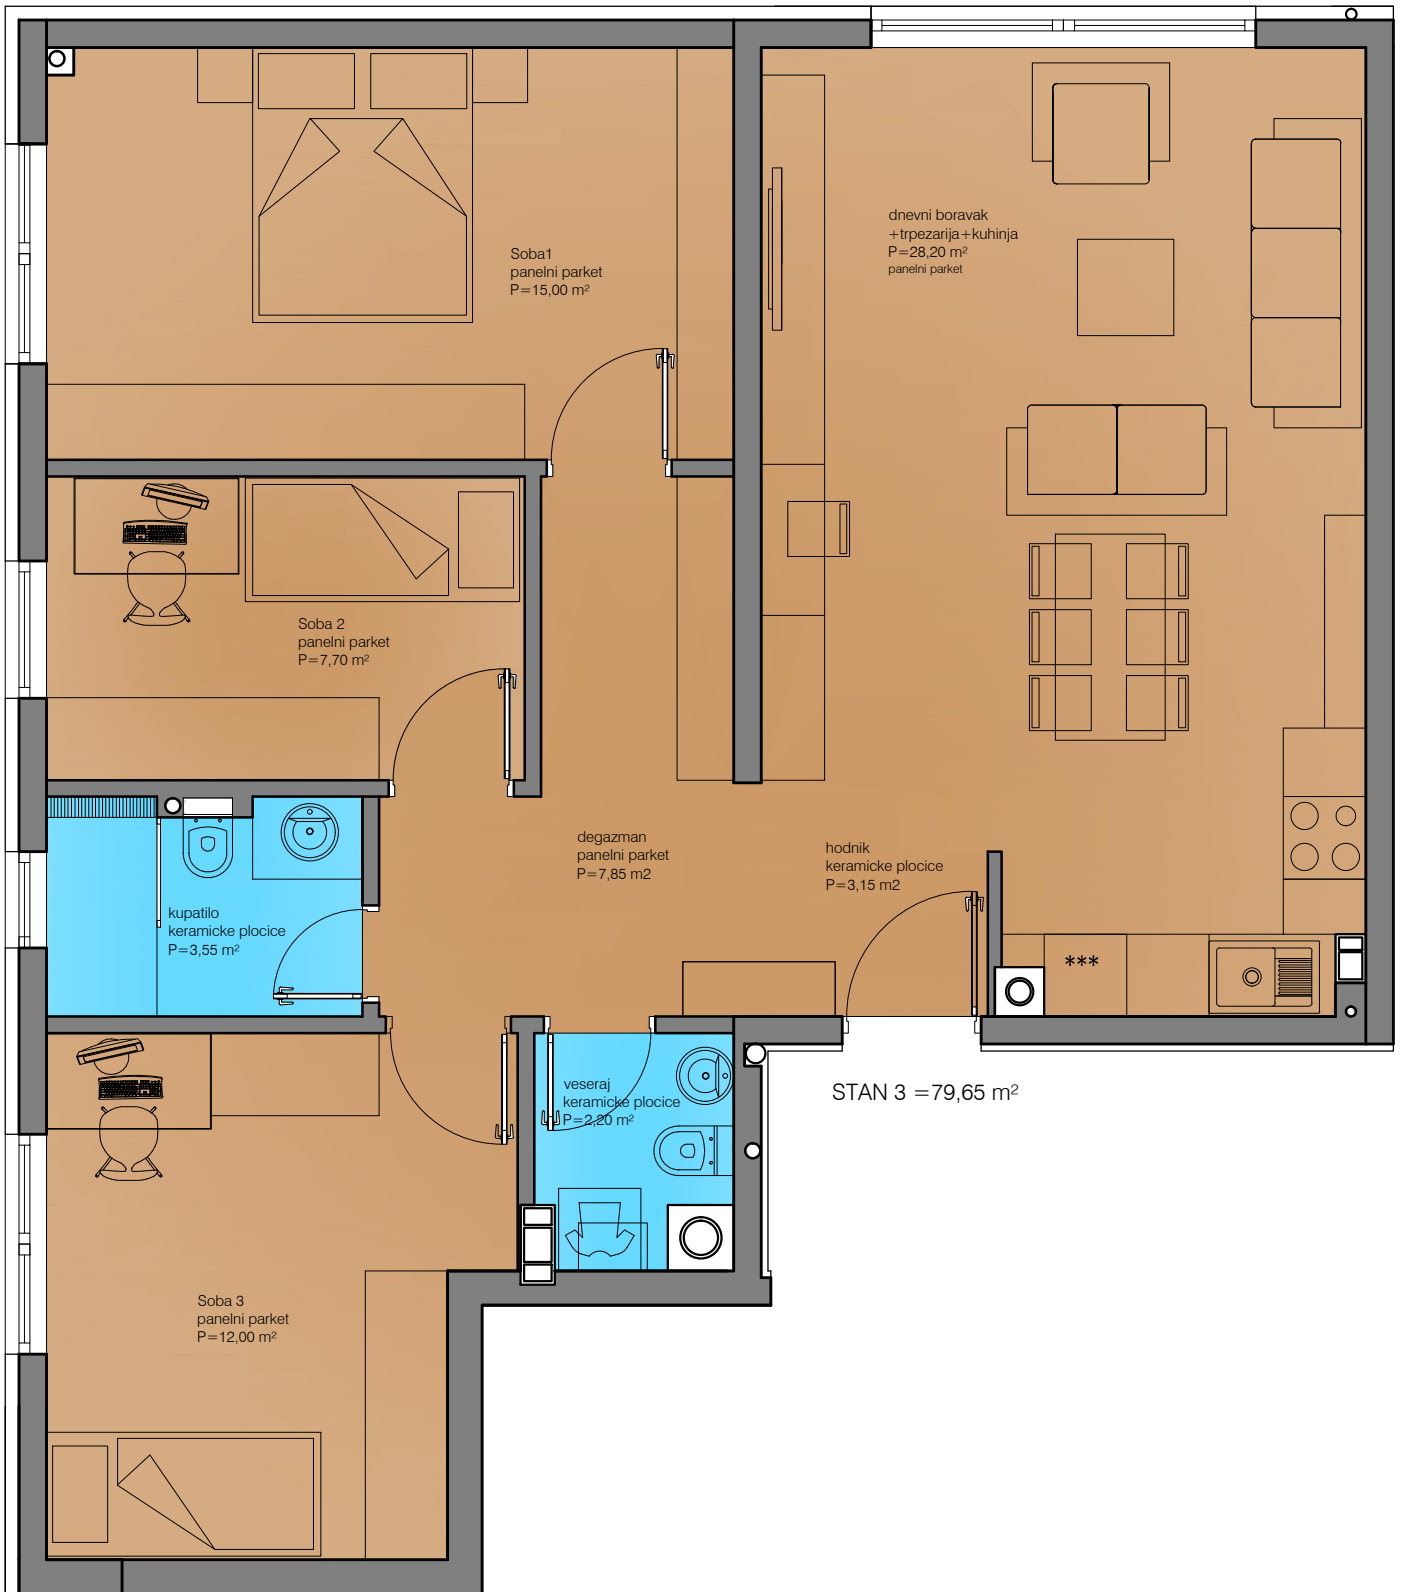 dnevni boravak
+trpezarija+kuhinja
P=28,20 m²
panelni parket
Soba1
panelni parket
P=15,00 m²
Soba 2
panelni parket
P=7,70 m²
degazman
panelni parket
P=7,85 m2
hodnik
keramicke plocice
P=3,15 m2
kupatilo
keramicke plocice
P=3,55 m²
***
veseraj
keramicke plocice
P=2,20 m²
STAN 3 =79,65 m²
Soba 3
panelni parket
P=12,00 m²